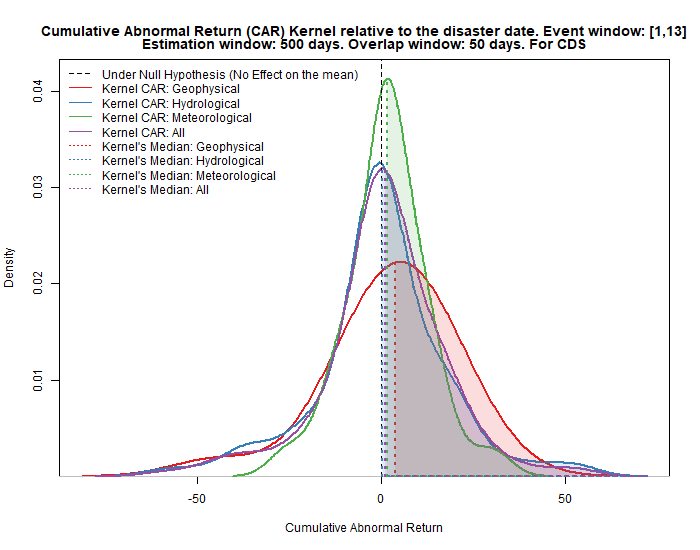 Cumulative Abnormal Return (CAR) Kernel relative to the disaster date. Event window: [1,13]
Estimation window: 500 days. Overlap window: 50 days. For CDS
Under Null Hypothesis (No Effect on the mean)
Kernel CAR: Geophysical
Kernel CAR: Hydrological
Kernel CAR: Meteorological
Kernel CAR: All
Kernel's Median: Geophysical
Kernel's Median: Hydrological
Kernel's Median: Meteorological
Kernel's Median: All
0.04
0.03
0.02
0.01
Density
-50
0
50
Cumulative Abnormal Return